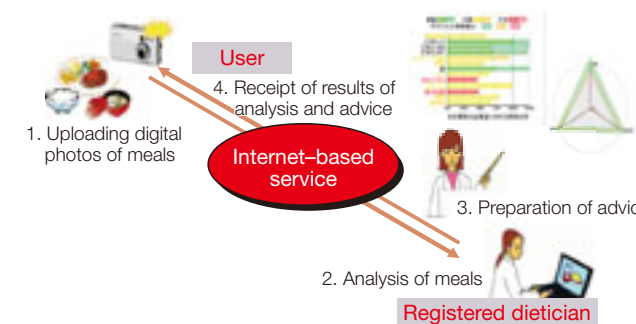 User
4. Receipt of results of
analysis and advice
1. Uploading digital
photos of meals
Internet–based
service
3. Preparation of advic
2. Analysis of meals
Registered dietician